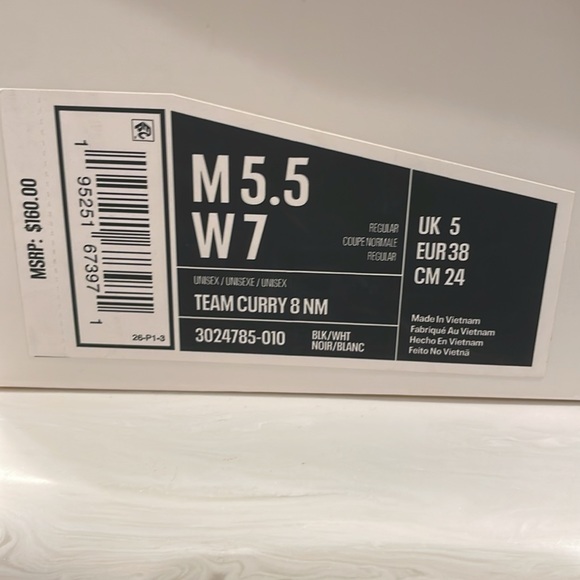 MSRP: $160.00
1 95251 67397 1
26-P1-3
M 5.5
W 7
REGULAR
COUPE NORMALE
REGULAR
UNISEX / UNISEXE / UNISEX
TEAM CURRY 8 NM
3024785-010
BLK/WHT
NOIR/BLANC
UK 5
EUR 38
CM 24
Made In Vietnam
Fabriqué Au Vietnam
Hecho En Vietnam
Feito No Vietnã